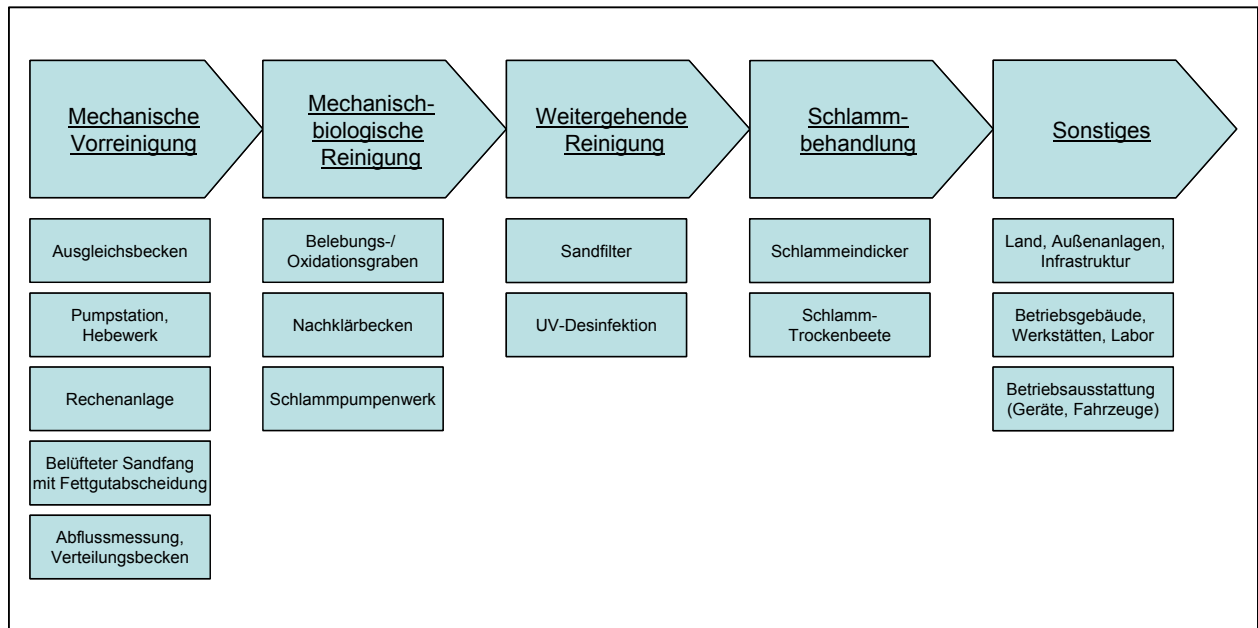 Mechanische
Vorreinigung
Mechanisch-
biologische
Reinigung
Weitergehende
Reinigung
Schlamm-
behandlung
Sonstiges
Ausgleichsbecken
Pumpstation,
Hebewerk
Rechenanlage
Belüfteter Sandfang
mit Fettgutabscheidung
Abflussmessung,
Verteilungsbecken
Belebungs-/
Oxidationsgraben
Nachklärbecken
Schlammpumpenwerk
Sandfilter
UV-Desinfektion
Schlammeindicker
Schlamm-
Trockenbeete
Land, Außenanlagen,
Infrastruktur
Betriebsgebäude,
Werkstätten, Labor
Betriebsausstattung
(Geräte, Fahrzeuge)